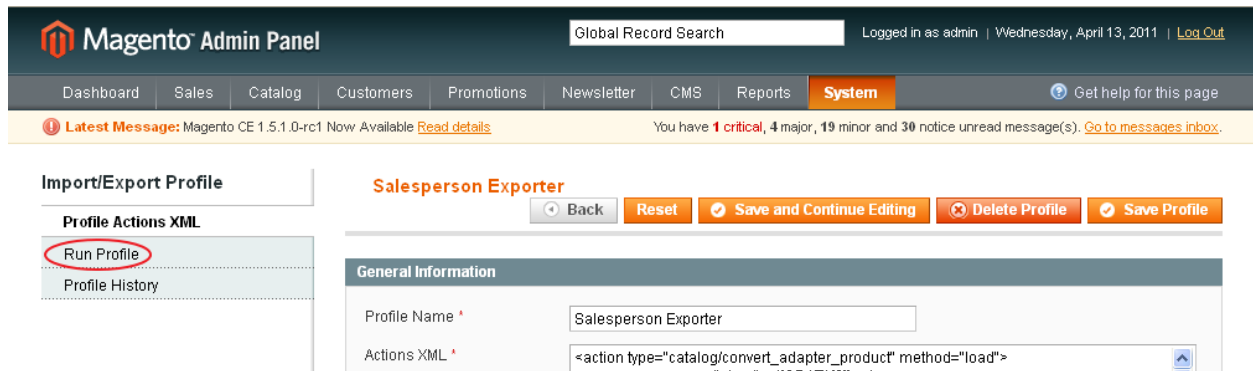 Magento Admin Panel
Global Record Search
Logged in as admin | Wednesday, April 13, 2011 | Log Out
Dashboard Sales Catalog Customers Promotions Newsletter CMS Reports System Get help for this page
Latest Message: Magento CE 1.5.1.0-rc1 Now Available Read details You have 1 critical, 4 major, 19 minor and 30 notice unread message(s). Go to messages inbox.
Import/Export Profile
Profile Actions XML
Run Profile
Profile History
Salesperson Exporter
Back Reset Save and Continue Editing Delete Profile Save Profile
General Information
Profile Name * Salesperson Exporter
Actions XML * <action type="catalog/convert_adapter_product" method="load">